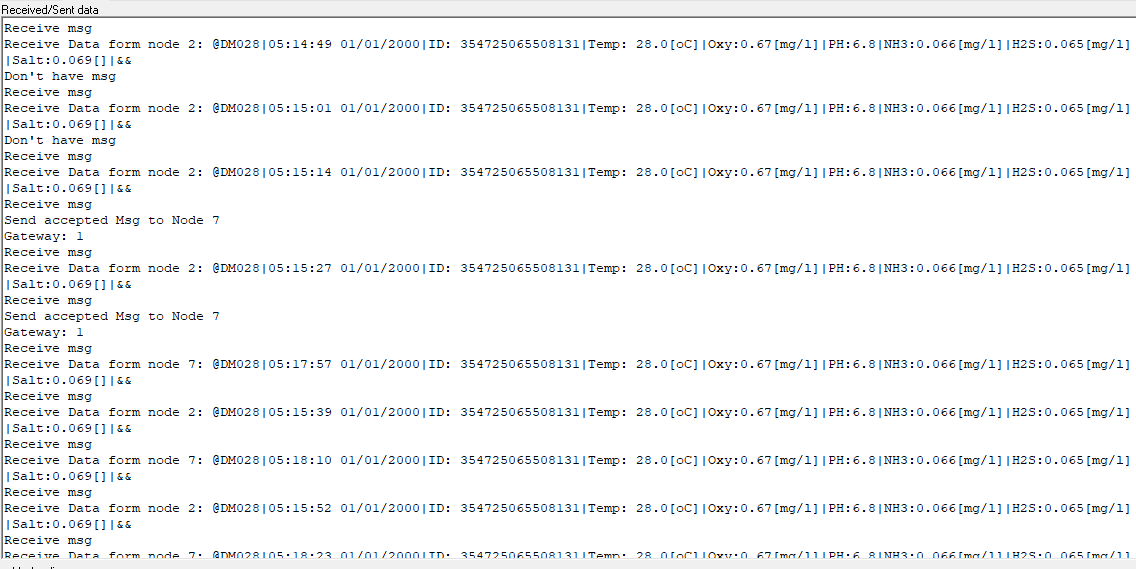 Received/Sent data
Receive msg
Receive Data form node 2: @DM028|05:14:49 01/01/2000|ID: 354725065508131|Temp: 28.0[oC]|Oxy:0.67[mg/l]|PH:6.8|NH3:0.066[mg/l]|H2S:0.065[mg/l]
|Salt:0.069[]|&&
Don't have msg
Receive msg
Receive Data form node 2: @DM028|05:15:01 01/01/2000|ID: 354725065508131|Temp: 28.0[oC]|Oxy:0.67[mg/l]|PH:6.8|NH3:0.066[mg/l]|H2S:0.065[mg/l]
|Salt:0.069[]|&&
Don't have msg
Receive msg
Receive Data form node 2: @DM028|05:15:14 01/01/2000|ID: 354725065508131|Temp: 28.0[oC]|Oxy:0.67[mg/l]|PH:6.8|NH3:0.066[mg/l]|H2S:0.065[mg/l]
|Salt:0.069[]|&&
Receive msg
Send accepted Msg to Node 7
Gateway: 1
Receive msg
Receive Data form node 2: @DM028|05:15:27 01/01/2000|ID: 354725065508131|Temp: 28.0[oC]|Oxy:0.67[mg/l]|PH:6.8|NH3:0.066[mg/l]|H2S:0.065[mg/l]
|Salt:0.069[]|&&
Receive msg
Send accepted Msg to Node 7
Gateway: 1
Receive msg
Receive Data form node 7: @DM028|05:17:57 01/01/2000|ID: 354725065508131|Temp: 28.0[oC]|Oxy:0.67[mg/l]|PH:6.8|NH3:0.066[mg/l]|H2S:0.065[mg/l]
|Salt:0.069[]|&&
Receive msg
Receive Data form node 2: @DM028|05:15:39 01/01/2000|ID: 354725065508131|Temp: 28.0[oC]|Oxy:0.67[mg/l]|PH:6.8|NH3:0.066[mg/l]|H2S:0.065[mg/l]
|Salt:0.069[]|&&
Receive msg
Receive Data form node 7: @DM028|05:18:10 01/01/2000|ID: 354725065508131|Temp: 28.0[oC]|Oxy:0.67[mg/l]|PH:6.8|NH3:0.066[mg/l]|H2S:0.065[mg/l]
|Salt:0.069[]|&&
Receive msg
Receive Data form node 2: @DM028|05:15:52 01/01/2000|ID: 354725065508131|Temp: 28.0[oC]|Oxy:0.67[mg/l]|PH:6.8|NH3:0.066[mg/l]|H2S:0.065[mg/l]
|Salt:0.069[]|&&
Receive msg
Receive Data form node 7: @DM028|05:18:23 01/01/2000|ID: 354725065508131|Temp: 28.0[oC]|Oxy:0.67[mg/l]|PH:6.8|NH3:0.066[mg/l]|H2S:0.065[mg/l]